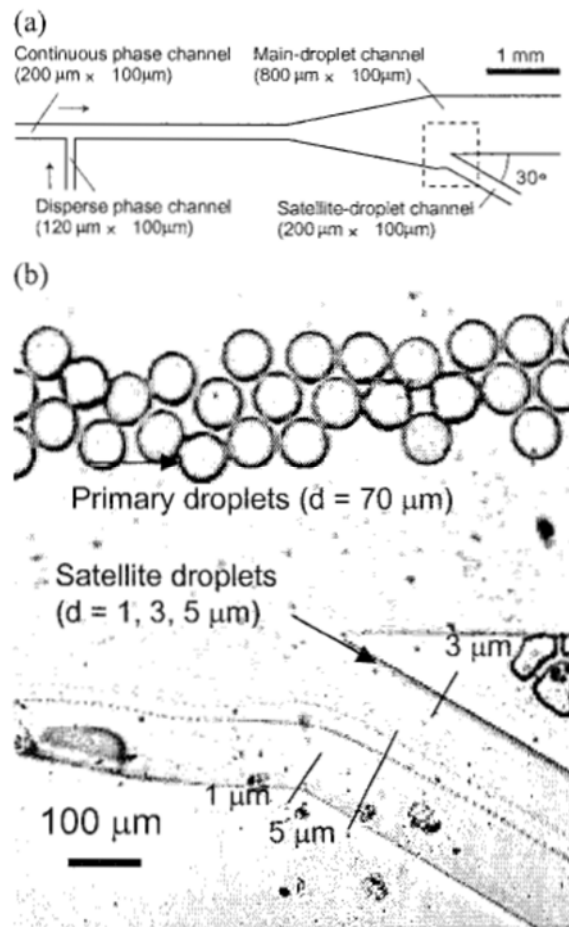 (a)
Continuous phase channel
(200 μm × 100μm)
Main-droplet channel
(800 μm × 100μm)
1 mm
30°
Disperse phase channel
(120 μm × 100μm)
Satellite-droplet channel
(200 μm × 100μm)
(b)
Primary droplets (d = 70 μm)
Satellite droplets
(d = 1, 3, 5 μm)
3 μm
1 μm
5 μm
100 μm